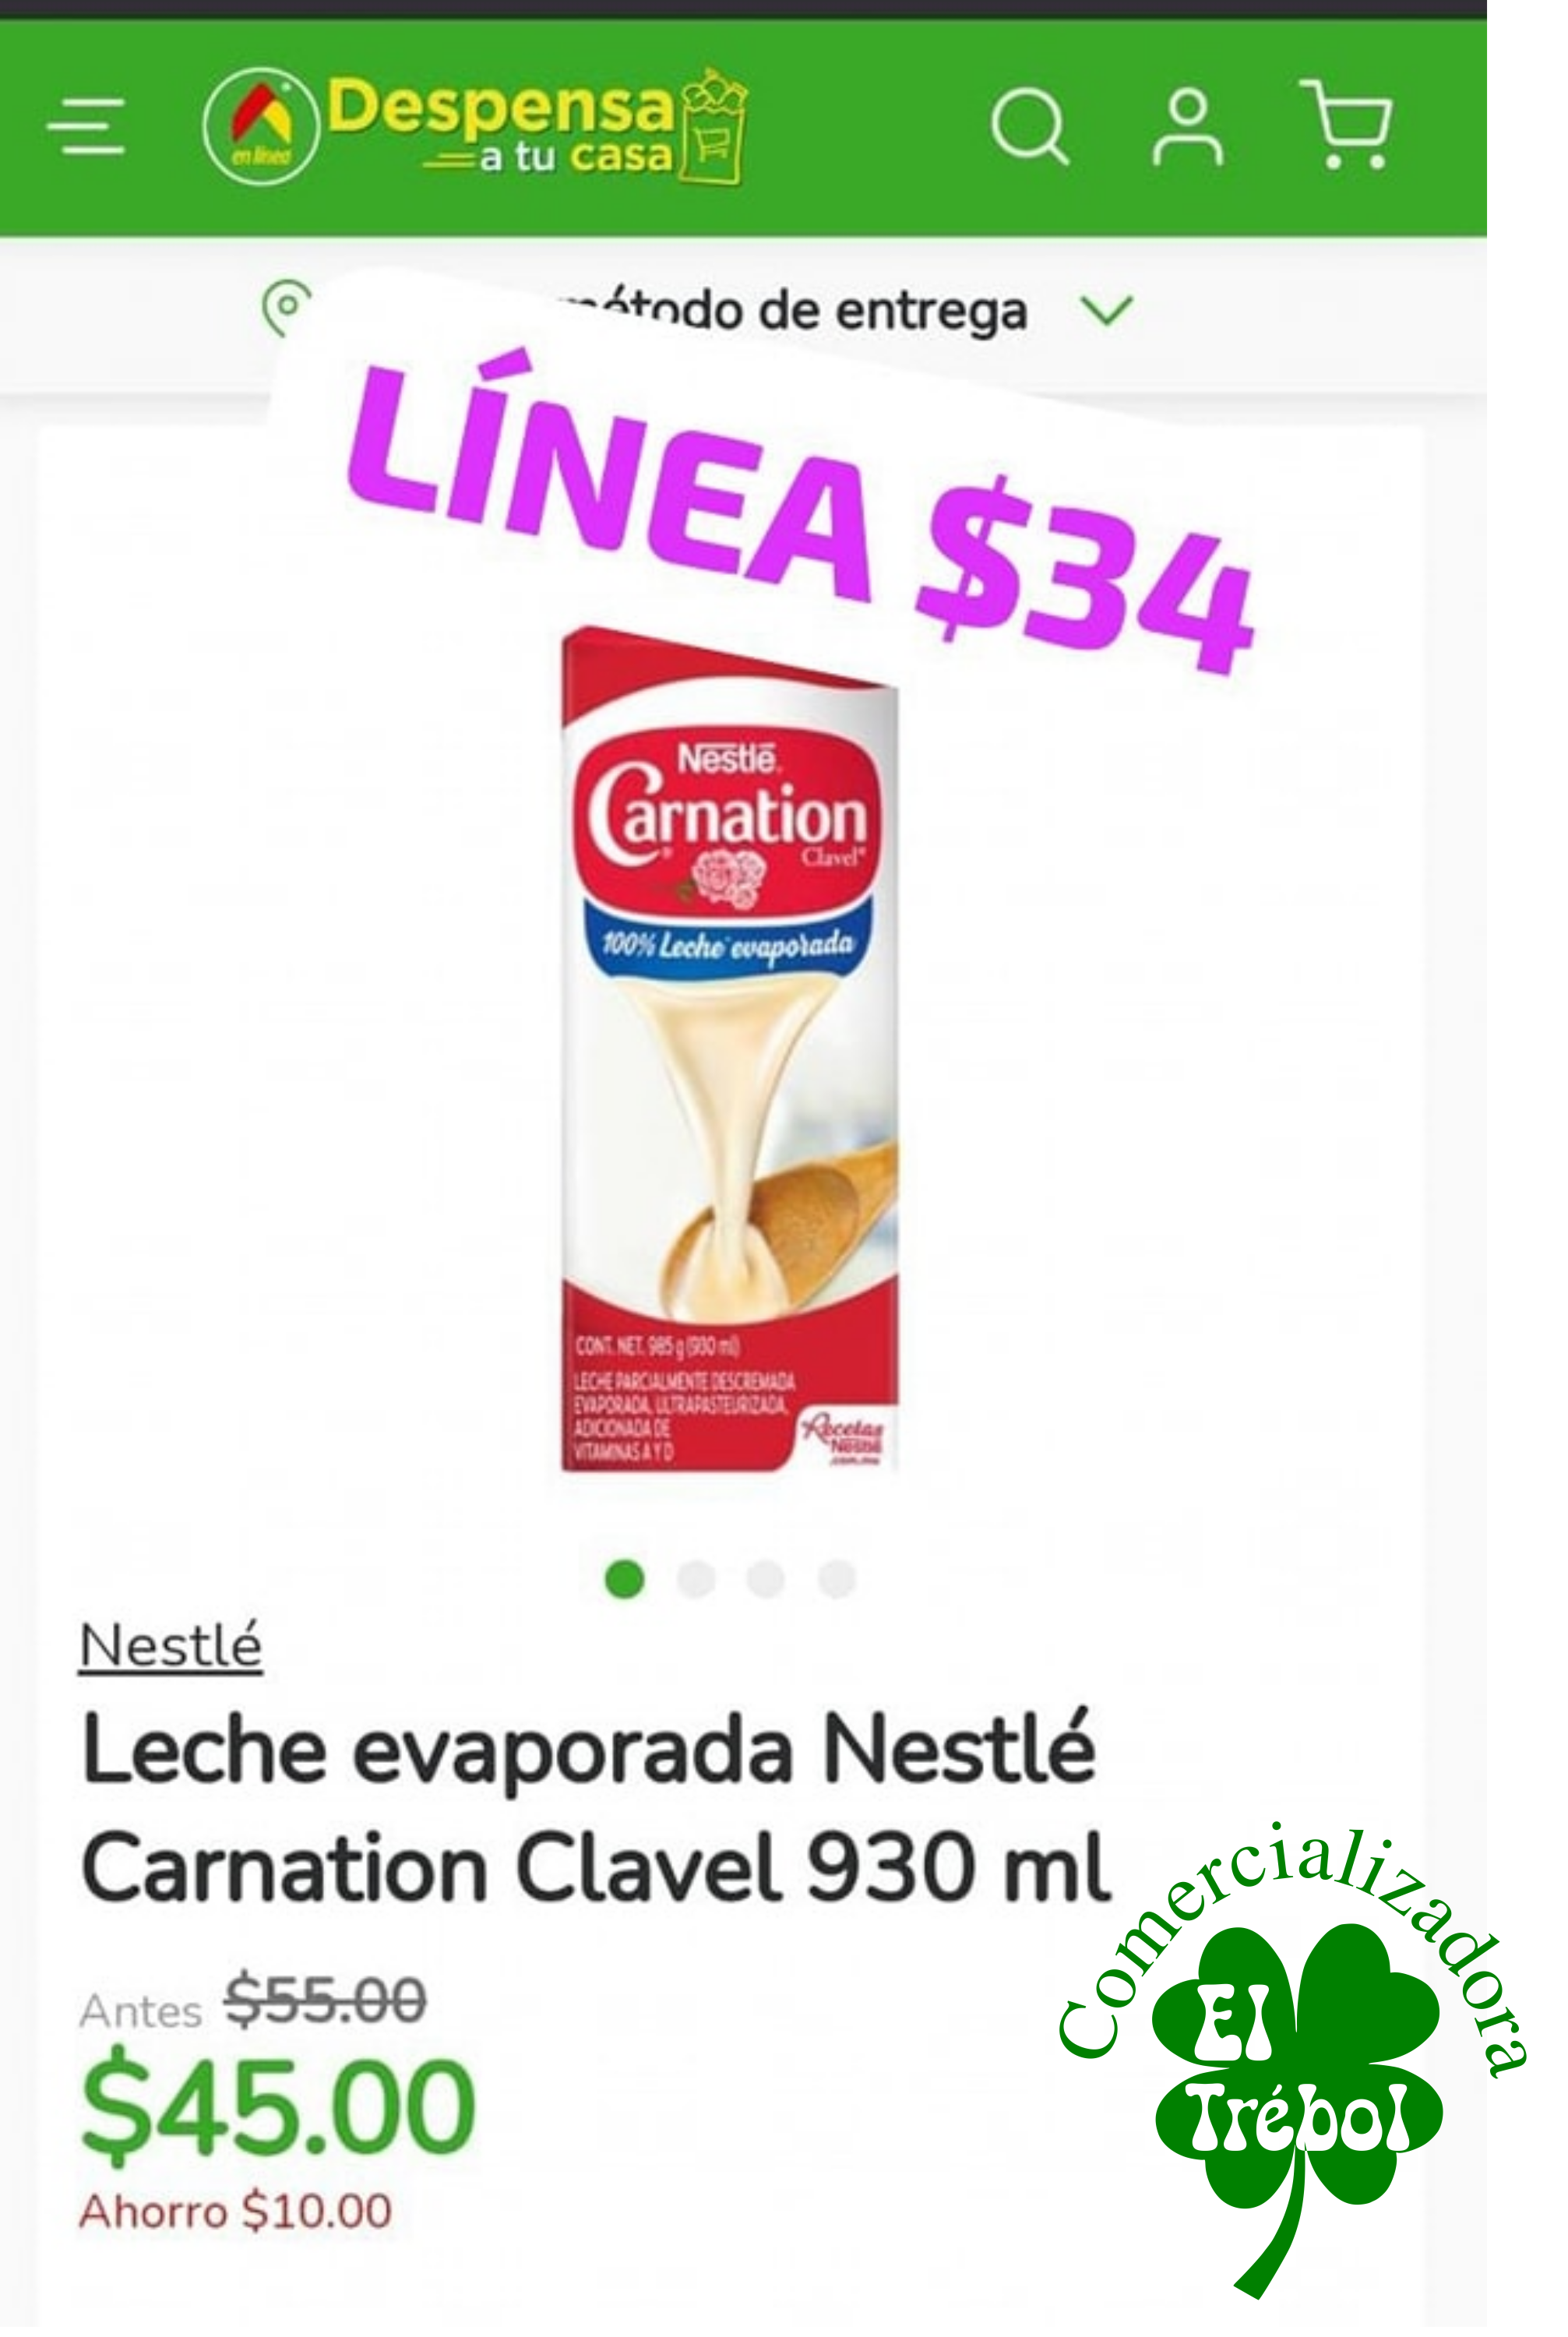 en línea
Despensa
a tu casa
método de entrega
LÍNEA $34
Nestlé
Carnation
Clavel
100% Leche evaporada
CONT. NET. 985 g (930 ml)
LECHE PARCIALMENTE DESCREMADA
EVAPORADA, ULTRAPASTEURIZADA,
ADICIONADA DE
VITAMINAS A Y D
Recetas
Nestlé
.com.mx
Nestlé
Leche evaporada Nestlé
Carnation Clavel 930 ml
Antes $55.00
$45.00
Ahorro $10.00
Comercializadora
El
Trébol